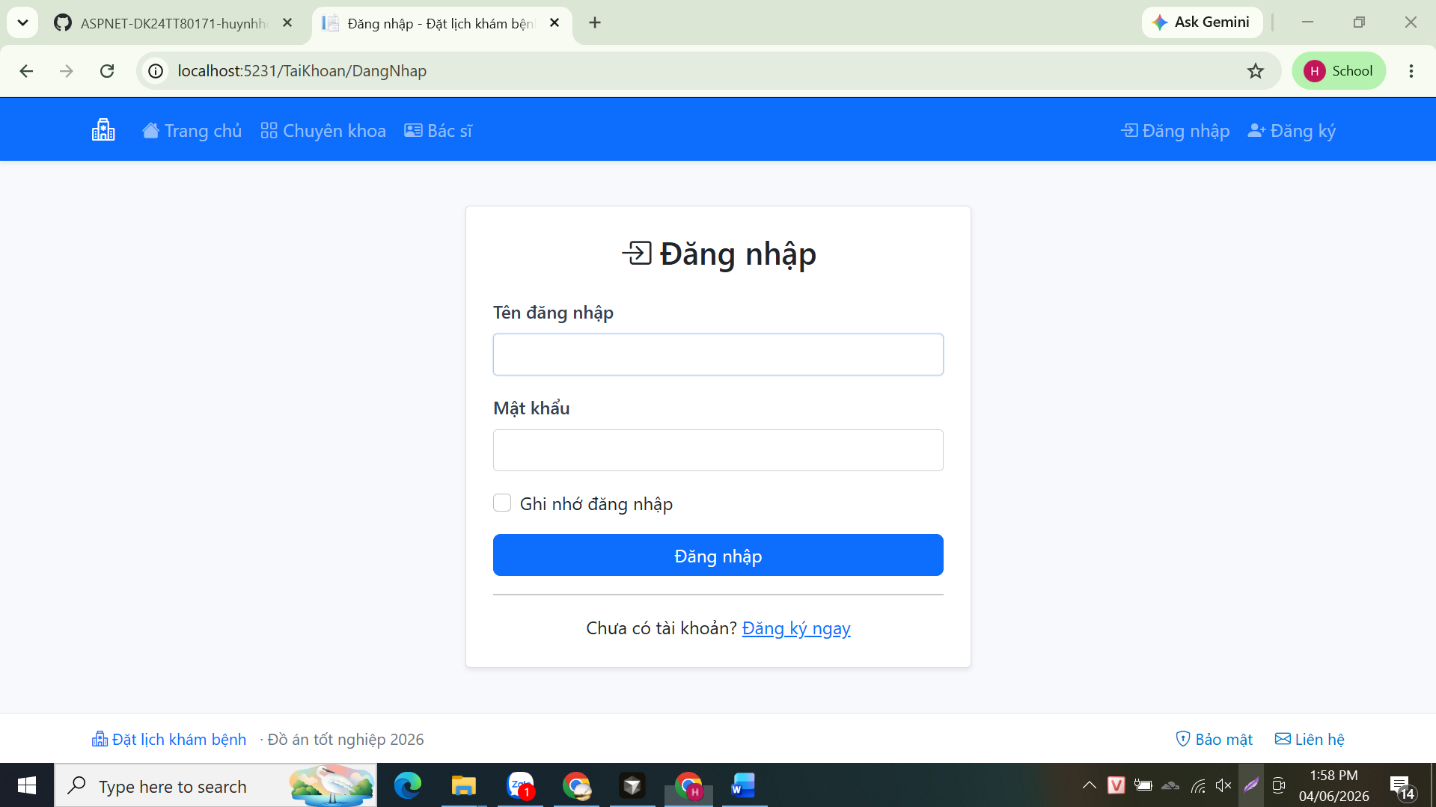 ASPNET-DK24TT80171-huynhh
Đăng nhập - Đặt lịch khám bện
Ask Gemini
localhost:5231/TaiKhoan/DangNhap
H School
Trang chủ
Chuyên khoa
Bác sĩ
Đăng nhập
Đăng ký
Đăng nhập
Tên đăng nhập
Mật khẩu
Ghi nhớ đăng nhập
Đăng nhập
Chưa có tài khoản? Đăng ký ngay
Đặt lịch khám bệnh · Đồ án tốt nghiệp 2026
Bảo mật
Liên hệ
Type here to search
Zalo
1
H
W
V
1:58 PM
04/06/2026
14